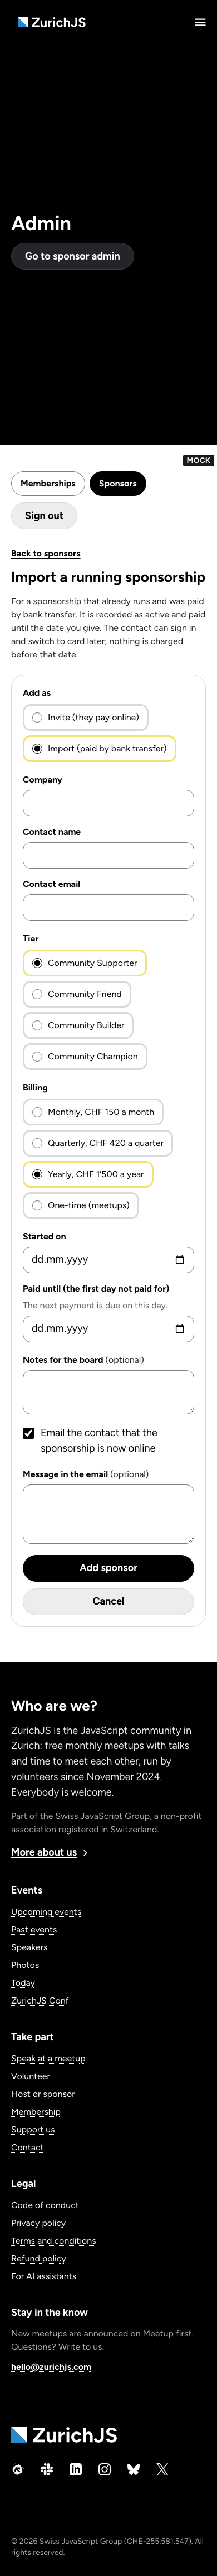 ZurichJS
Admin
Go to sponsor admin
MOCK
Memberships
Sponsors
Sign out
Back to sponsors
Import a running sponsorship
For a sponsorship that already runs and was paid
by bank transfer. It is recorded as active and paid
until the date you give. The contact can sign in
and switch to card later; nothing is charged
before that date.
Add as
Invite (they pay online)
Import (paid by bank transfer)
Company
Contact name
Contact email
Tier
Community Supporter
Community Friend
Community Builder
Community Champion
Billing
Monthly, CHF 150 a month
Quarterly, CHF 420 a quarter
Yearly, CHF 1'500 a year
One-time (meetups)
Started on
dd.mm.yyyy
Paid until (the first day not paid for)
The next payment is due on this day.
dd.mm.yyyy
Notes for the board (optional)
Email the contact that the
sponsorship is now online
Message in the email (optional)
Add sponsor
Cancel
Who are we?
ZurichJS is the JavaScript community in
Zurich: free monthly meetups with talks
and time to meet each other, run by
volunteers since November 2024.
Everybody is welcome.
Part of the Swiss JavaScript Group, a non-profit
association registered in Switzerland.
More about us
Events
Upcoming events
Past events
Speakers
Photos
Today
ZurichJS Conf
Take part
Speak at a meetup
Volunteer
Host or sponsor
Membership
Support us
Contact
Legal
Code of conduct
Privacy policy
Terms and conditions
Refund policy
For AI assistants
Stay in the know
New meetups are announced on Meetup first.
Questions? Write to us.
hello@zurichjs.com
ZurichJS
© 2026 Swiss JavaScript Group (CHE-255.581.547). All
rights reserved.